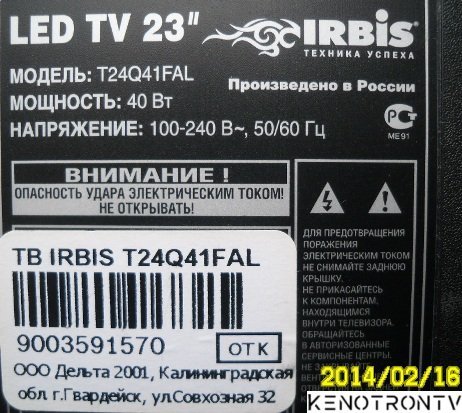 LED TV 23" IRBIS®
ТЕХНИКА УСПЕХА
МОДЕЛЬ: T24Q41FAL
Произведено в России
МОЩНОСТЬ: 40 Вт
НАПРЯЖЕНИЕ: 100-240 В~, 50/60 Гц
ME91
ВНИМАНИЕ !
ОПАСНОСТЬ УДАРА ЭЛЕКТРИЧЕСКИМ ТОКОМ!
НЕ ОТКРЫВАТЬ!
ДЛЯ ПРЕДУПРЕЖДЕНИЯ
ПОРАЖЕНИЯ
ЭЛЕКТРИЧЕСКИМ ТОКОМ
НЕ СНИМАЙТЕ ЗАДНЮЮ
КРЫШКУ.
НЕ ПРИКАСАЙТЕСЬ
К КОМПОНЕНТАМ,
НАХОДЯЩИМСЯ
ВНУТРИ ТЕЛЕВИЗОРА.
ОБРАЩАЙТЕСЬ
В АВТОРИЗОВАННЫЕ
СЕРВИСНЫЕ ЦЕНТРЫ.
ТВ IRBIS T24Q41FAL
9003591570
ОТК
ООО Дельта 2001, Калининградская
обл г.Гвардейск, ул.Совхозная 32
2014/02/16
KENOTRONTV